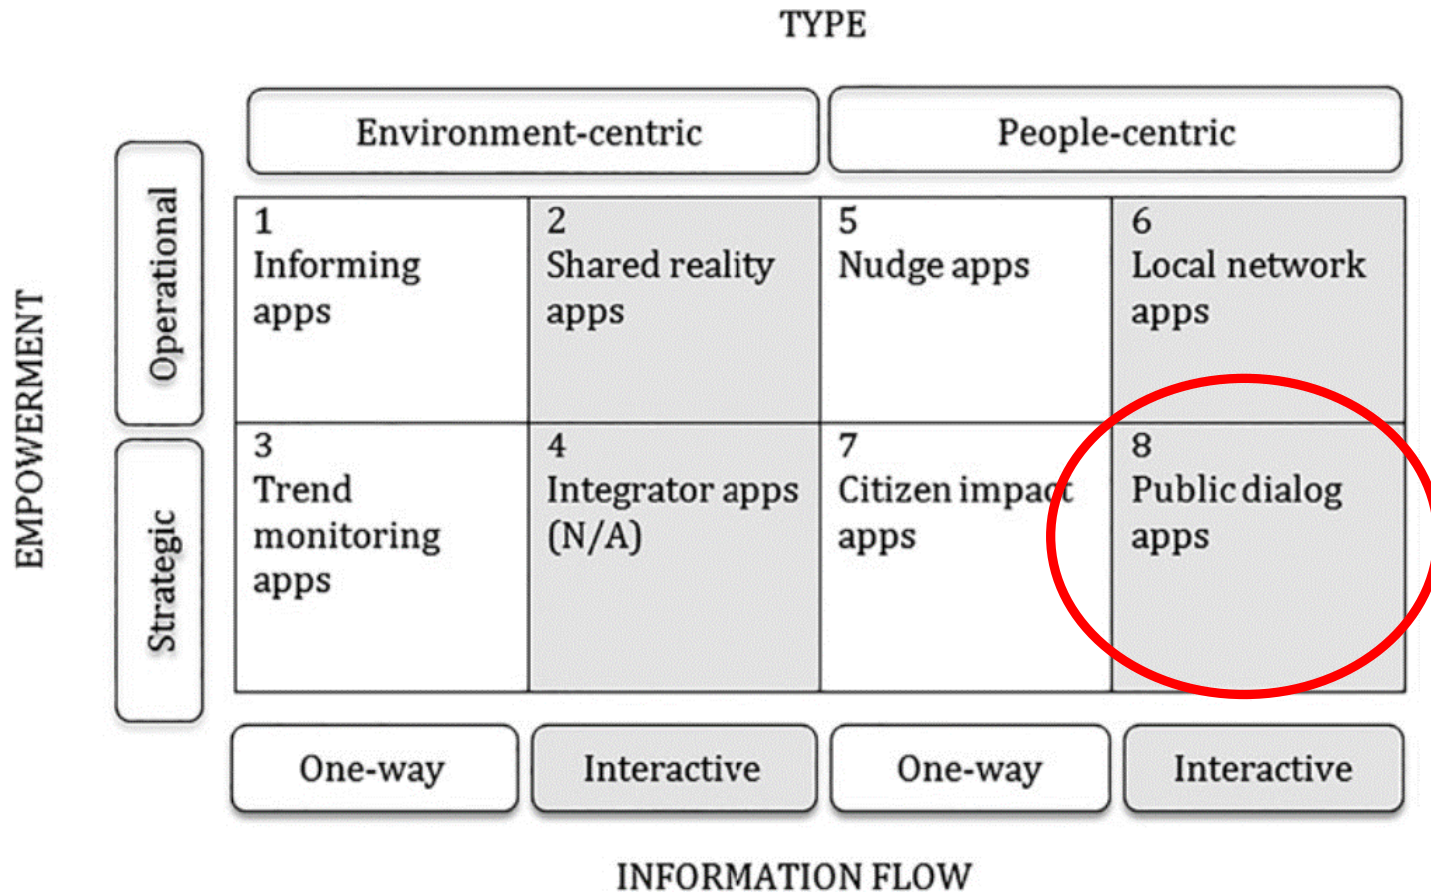 TYPE
Environment-centric
People-centric
EMPOWERMENT
Operational
Strategic
1
Informing
apps
2
Shared reality
apps
5
Nudge apps
6
Local network
apps
3
Trend
monitoring
apps
4
Integrator apps
(N/A)
7
Citizen impact
apps
8
Public dialog
apps
One-way
Interactive
One-way
Interactive
INFORMATION FLOW